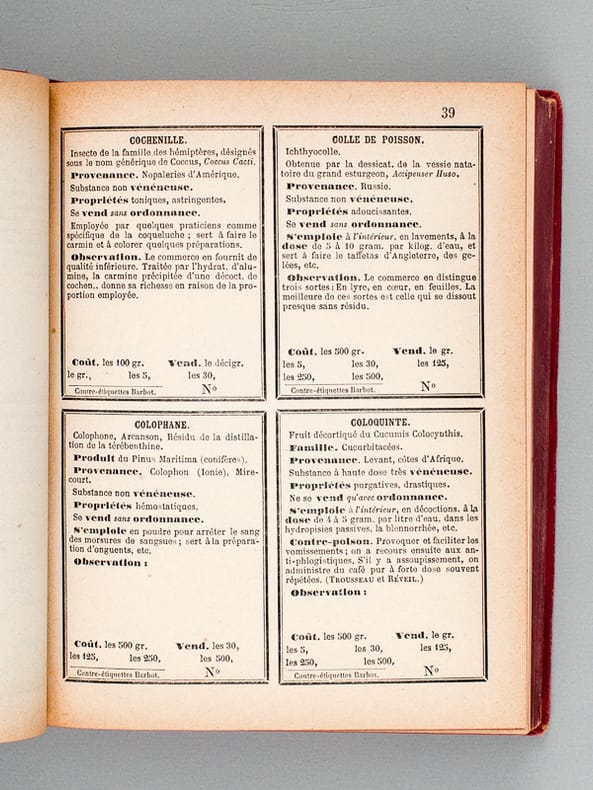 39
COCHENILLE.
Insecte de la famille des hémiptères, désignés
sous le nom générique de Coccus, Coccus Cacti.
Provenance. Nopaleries d'Amérique.
Substance non vénéneuse.
Propriétés toniques, astringentes.
Se vend sans ordonnance.
Employée par quelques praticiens comme
spécifique de la coqueluche ; sert à faire le
carmin et à colorer quelques préparations.
Observation. Le commerce en fournit de
qualité inférieure. Traitée par l'hydrat. d'alu-
mine, la carmine précipitée d'une décoct. de
cochen., donne sa richesse en raison de la pro-
portion employée.
Coût. les 100 gr. Vend. le décigr.
le gr., les 5, les 30,
Contre-étiquettes Barbot. No
COLLE DE POISSON.
Ichthyocolle.
Obtenue par la dessicat. de la vessie nata-
toire du grand esturgeon, Accipenser Huso.
Provenance. Russie.
Substance non vénéneuse.
Propriétés adoucissantes.
Se vend sans ordonnance.
S'emploie à l'intérieur, en lavements, à la
dose de 5 à 10 gram. par kilog. d'eau, et
sert à faire le taffetas d'Angleterre, des ge-
lées, etc.
Observation. Le commerce en distingue
trois sortes : En lyre, en cœur, en feuilles. La
meilleure de ces sortes est celle qui se dissout
presque sans résidu.
Coût. les 500 gr. Vend. le gr.
les 5, les 30, les 125,
les 250, les 500,
Contre-étiquettes Barbot. No
COLOPHANE.
Colophone, Arcanson, Résidu de la distilla-
tion de la térébenthine.
Produit du Pinus Maritima (conifères).
Provenance. Colophon (Ionie), Mire-
court.
Substance non vénéneuse.
Propriétés hémostatiques.
Se vend sans ordonnance.
S'emploie en poudre pour arrêter le sang
des morsures de sangsues ; sert à la prépara-
tion d'onguents, etc.
Observation :
Coût. les 500 gr. Vend. les 30,
les 125, les 250, les 500,
Contre-étiquettes Barbot. No
COLOQUINTE.
Fruit décortiqué du Cucumis Colocynthis.
Famille. Cucurbitacées.
Provenance. Levant, côtes d'Afrique.
Substance à haute dose très vénéneuse.
Propriétés purgatives, drastiques.
Ne se vend qu'avec ordonnance.
S'emploie à l'intérieur, en décoctions, à la
dose de 4 à 5 gram. par litre d'eau, dans les
hydropisies passives, la blennorrhée, etc.
Contre-poison. Provoquer et faciliter les
vomissements ; on a recours ensuite aux an-
ti-phlogistiques. S'il y a assoupissement, on
administre du café pur à forte dose souvent
répétées. (TROUSSEAU et RÉVEIL.)
Observation :
Coût. les 500 gr. Vend. le gr.
les 5, les 30, les 125,
les 250, les 500,
Contre-étiquettes Barbot. No